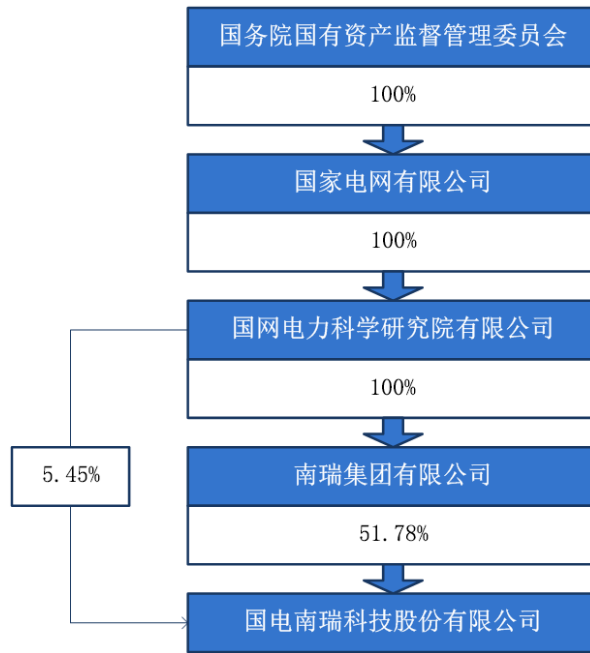 国务院国有资产监督管理委员会
100%
国家电网有限公司
100%
国网电力科学研究院有限公司
100%
南瑞集团有限公司
5.45%
51.78%
国电南瑞科技股份有限公司